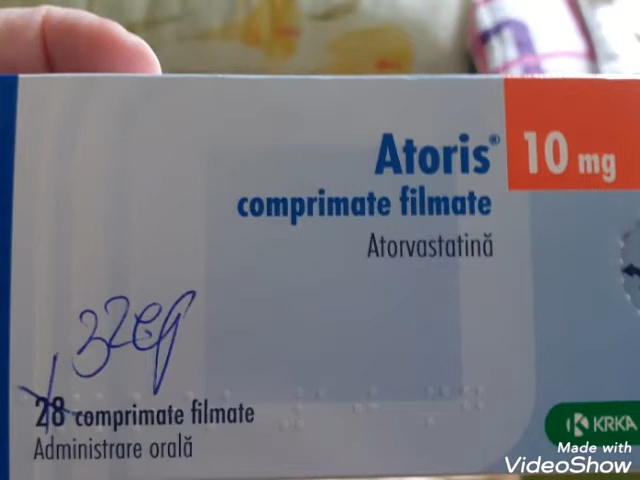 Atoris®
10 mg
comprimate filmate
Atorvastatină
28 comprimate filmate
Administrare orală
KRKA
Made with
VideoShow